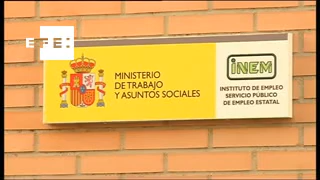 EFE:
MINISTERIO
DE TRABAJO
Y ASUNTOS SOCIALES
INEM
INSTITUTO DE EMPLEO
SERVICIO PÚBLICO
DE EMPLEO ESTATAL